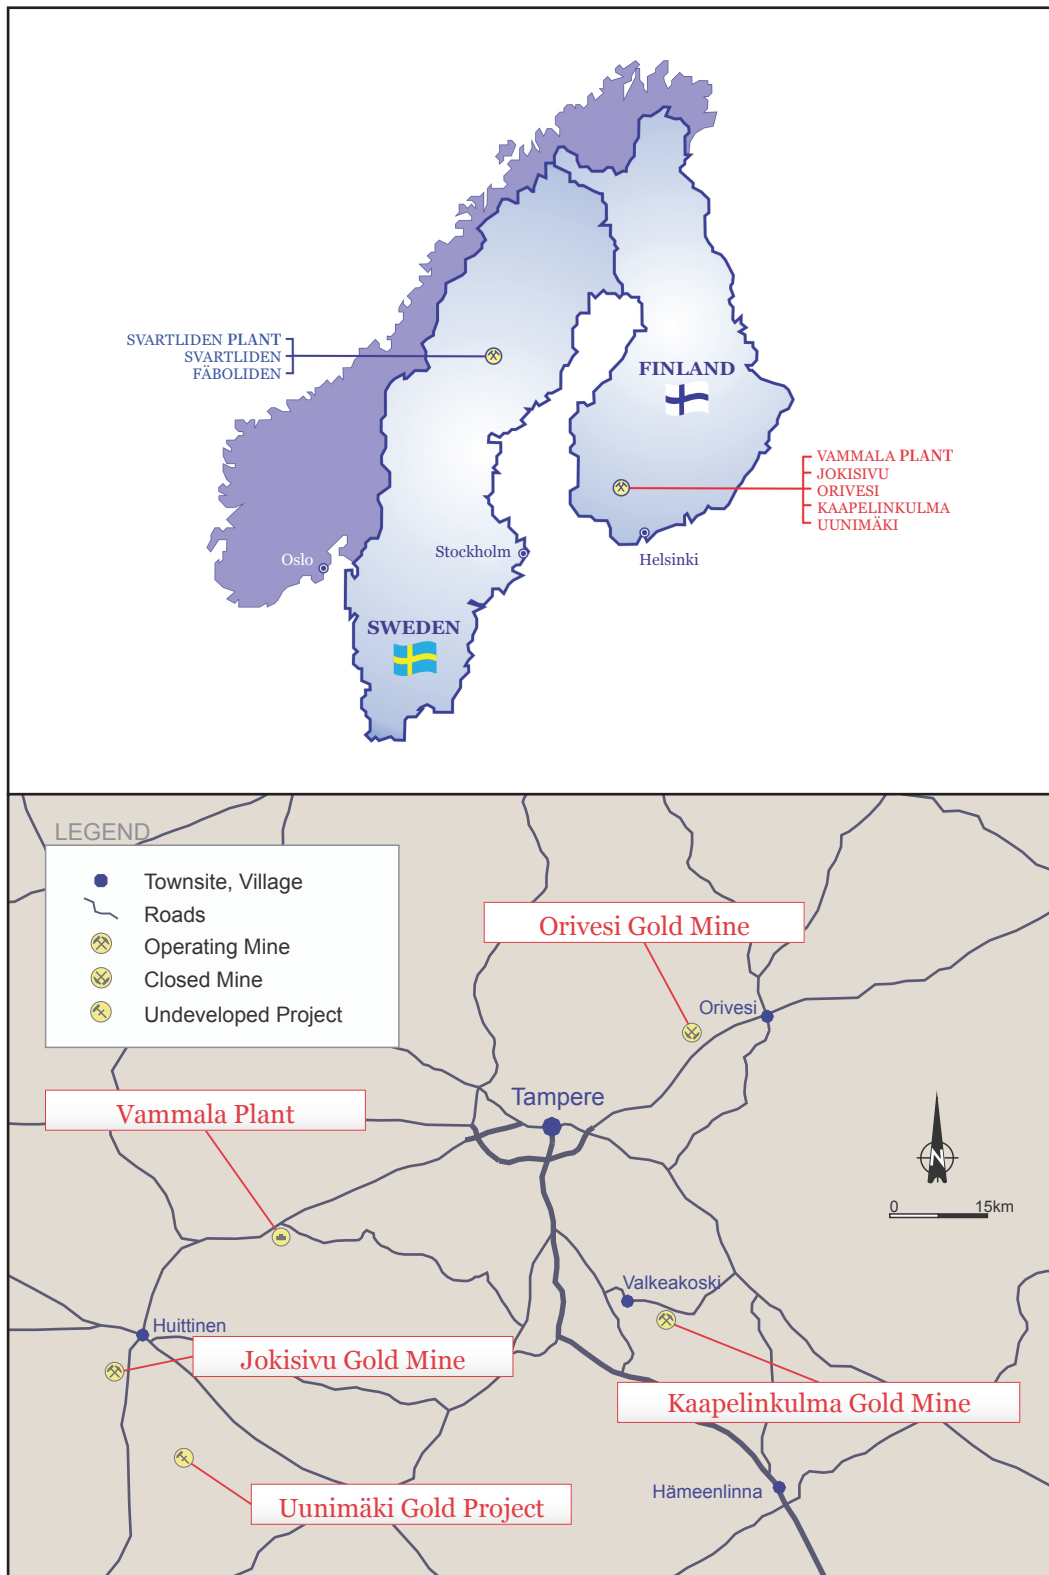 SVARTLIDEN PLANT
SVARTLIDEN
FÄBOLIDEN
FINLAND
VAMMALA PLANT
JOKISIVU
ORIVESI
KAAPELINKULMA
UUNIMÄKI
Oslo
Stockholm
Helsinki
SWEDEN
LEGEND
Townsite, Village
Roads
Operating Mine
Closed Mine
Undeveloped Project
Orivesi Gold Mine
Orivesi
Vammala Plant
Tampere
N
0 15km
Valkeakoski
Huittinen
Jokisivu Gold Mine
Kaapelinkulma Gold Mine
Hämeenlinna
Uunimäki Gold Project